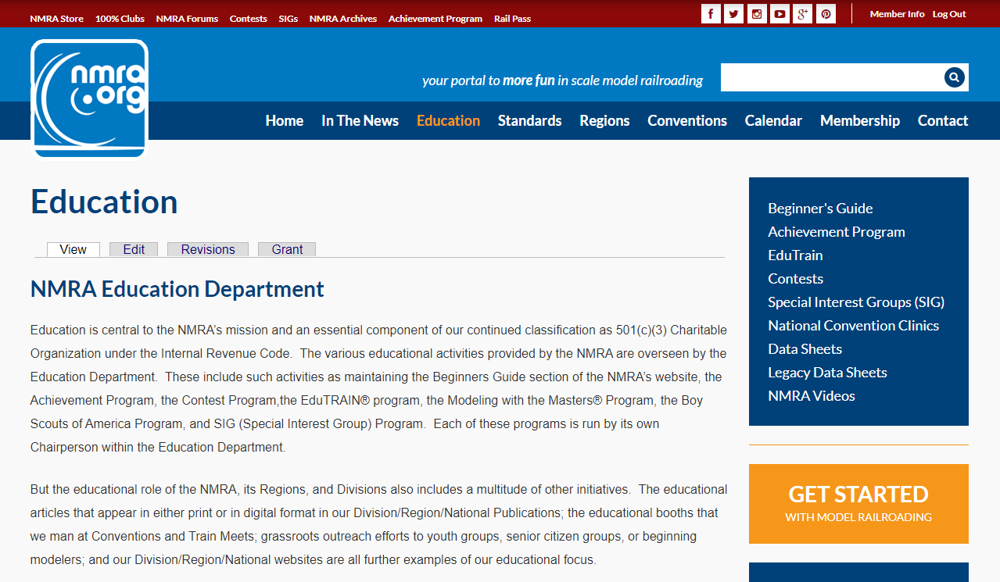 NMRA Store 100% Clubs NMRA Forums Contests SIGs NMRA Archives Achievement Program Rail Pass
Member Info Log Out
nmra
.org
your portal to more fun in scale model railroading
Home In The News Education Standards Regions Conventions Calendar Membership Contact
Education
View Edit Revisions Grant
NMRA Education Department
Education is central to the NMRA’s mission and an essential component of our continued classification as 501(c)(3) Charitable
Organization under the Internal Revenue Code.  The various educational activities provided by the NMRA are overseen by the
Education Department.  These include such activities as maintaining the Beginners Guide section of the NMRA’s website, the
Achievement Program, the Contest Program,the EduTRAIN® program, the Modeling with the Masters® Program, the Boy
Scouts of America Program, and SIG (Special Interest Group) Program.  Each of these programs is run by its own
Chairperson within the Education Department.
But the educational role of the NMRA, its Regions, and Divisions also includes a multitude of other initiatives.  The educational
articles that appear in either print or in digital format in our Division/Region/National Publications; the educational booths that
we man at Conventions and Train Meets; grassroots outreach efforts to youth groups, senior citizen groups, or beginning
modelers; and our Division/Region/National websites are all further examples of our educational focus.
Beginner's Guide
Achievement Program
EduTrain
Contests
Special Interest Groups (SIG)
National Convention Clinics
Data Sheets
Legacy Data Sheets
NMRA Videos
GET STARTED
WITH MODEL RAILROADING